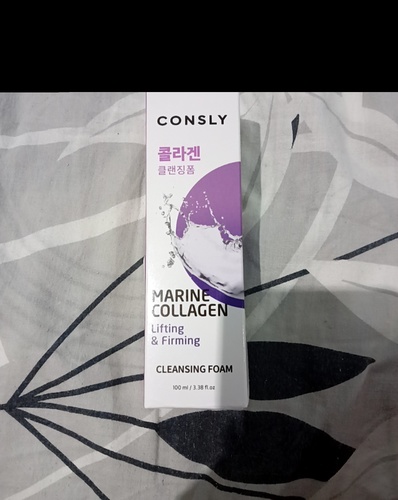 CONSLY
콜라겐
클렌징폼
MARINE
COLLAGEN
Lifting
& Firming
CLEANSING FOAM
100 ml / 3.38 fl.oz